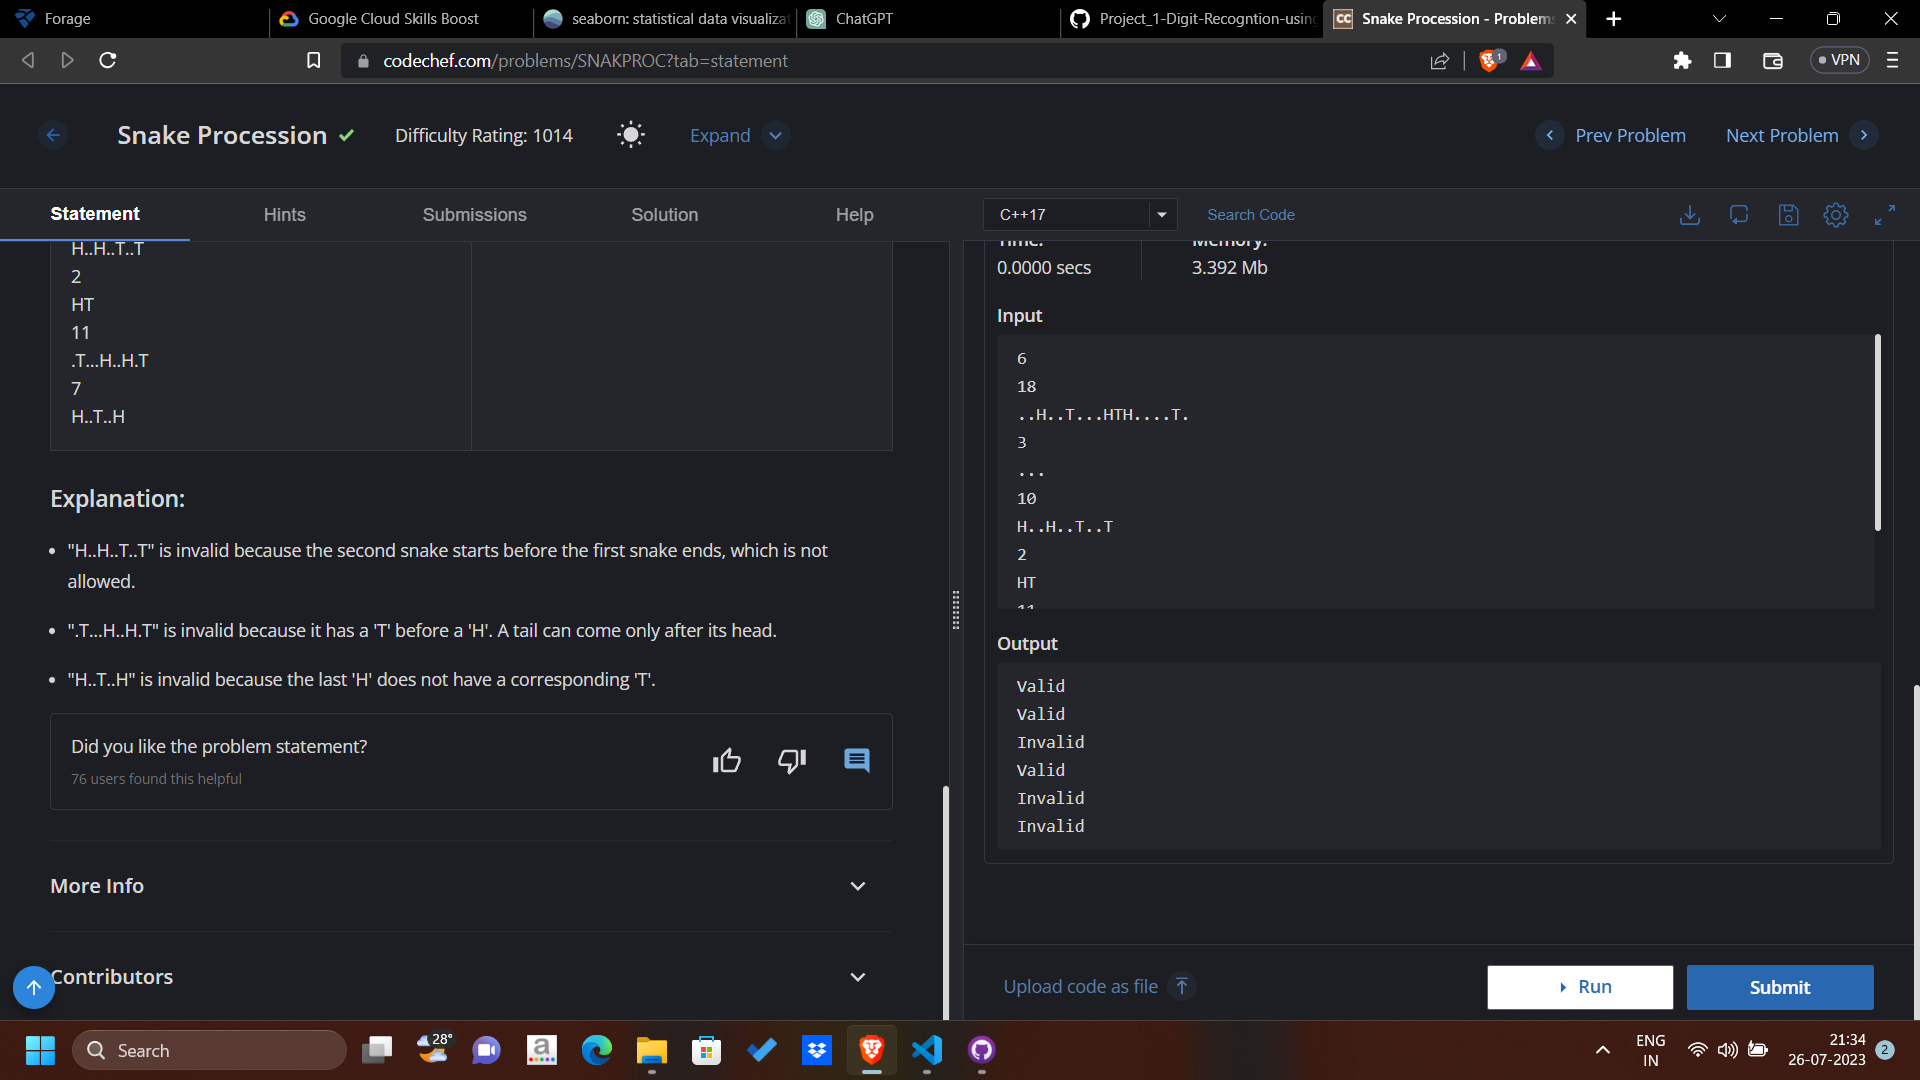 Forage
Google Cloud Skills Boost
seaborn: statistical data visualizat
ChatGPT
Project_1-Digit-Recogntion-using
CC
Snake Procession - Problems
codechef.com/problems/SNAKPROC?tab=statement
1
VPN
Snake Procession
Difficulty Rating: 1014
Expand
Prev Problem
Next Problem
Statement
Hints
Submissions
Solution
Help
C++17
Search Code
H..H..T..T
2
HT
11
.T...H..H.T
7
H..T..H
Explanation:
"H..H..T..T" is invalid because the second snake starts before the first snake ends, which is not
allowed.
".T...H..H.T" is invalid because it has a 'T' before a 'H'. A tail can come only after its head.
"H..T..H" is invalid because the last 'H' does not have a corresponding 'T'.
Did you like the problem statement?
76 users found this helpful
More Info
Contributors
Time:
0.0000 secs
Memory:
3.392 Mb
Input
6
18
..H..T...HTH....T.
3
...
10
H..H..T..T
2
HT
11
Output
Valid
Valid
Invalid
Valid
Invalid
Invalid
Upload code as file
Run
Submit
Search
28°
a
ENG
IN
21:34
26-07-2023
2